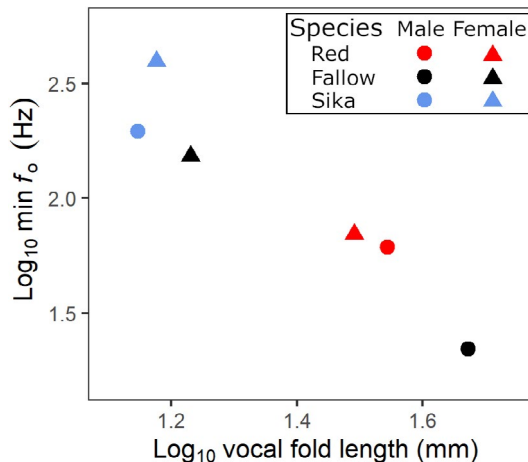 Species Male Female
Red
Fallow
Sika
2.5
2.0
1.5
Log10 min fo (Hz)
1.2 1.4 1.6
Log10 vocal fold length (mm)